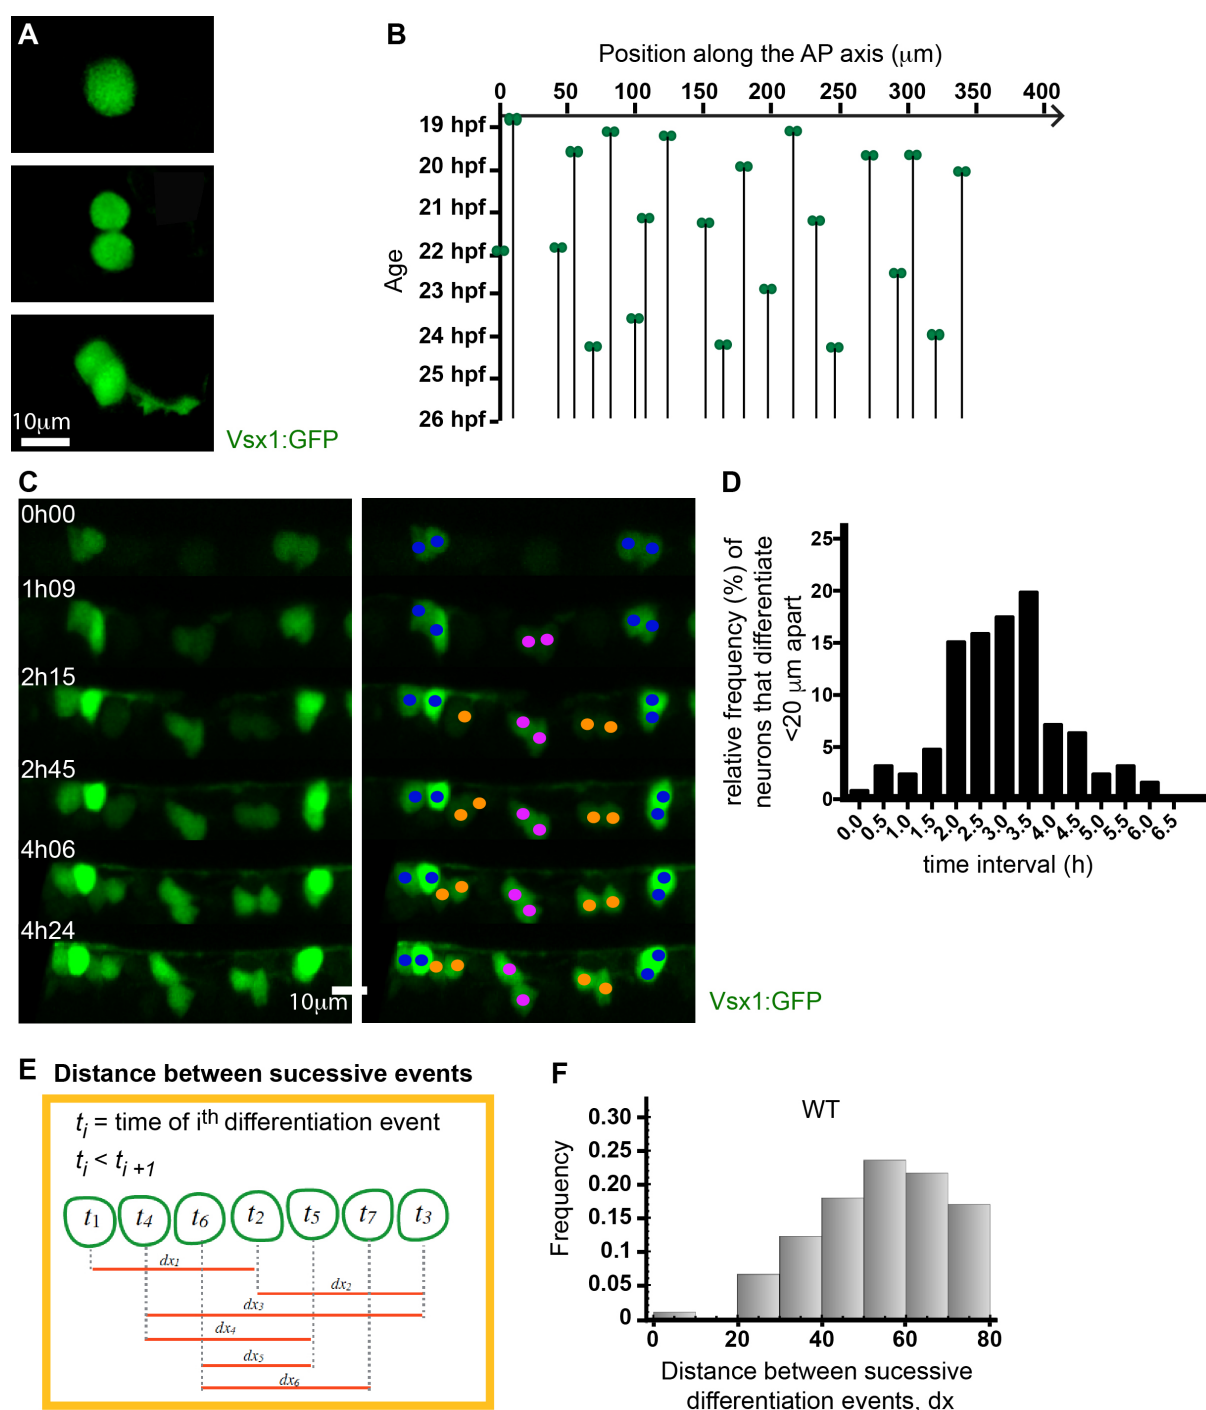 A
10μm
Vsx1:GFP
B
Position along the AP axis (μm)
0 50 100 150 200 250 300 350 400
Age
19 hpf
20 hpf
21 hpf
22 hpf
23 hpf
24 hpf
25 hpf
26 hpf
C
0h00
1h09
2h15
2h45
4h06
4h24
10μm
Vsx1:GFP
D
relative frequency (%) of
neurons that differentiate
<20 μm apart
25
20
15
10
5
0
0.0 0.5 1.0 1.5 2.0 2.5 3.0 3.5 4.0 4.5 5.0 5.5 6.0 6.5
time interval (h)
E Distance between sucessive events
ti = time of ith differentiation event
ti < ti +1
t1 t4 t6 t2 t5 t7 t3
dx1
dx2
dx3
dx4
dx5
dx6
F
WT
Frequency
0.30
0.25
0.20
0.15
0.1
0.05
0
0 20 40 60 80
Distance between sucessive
differentiation events, dx